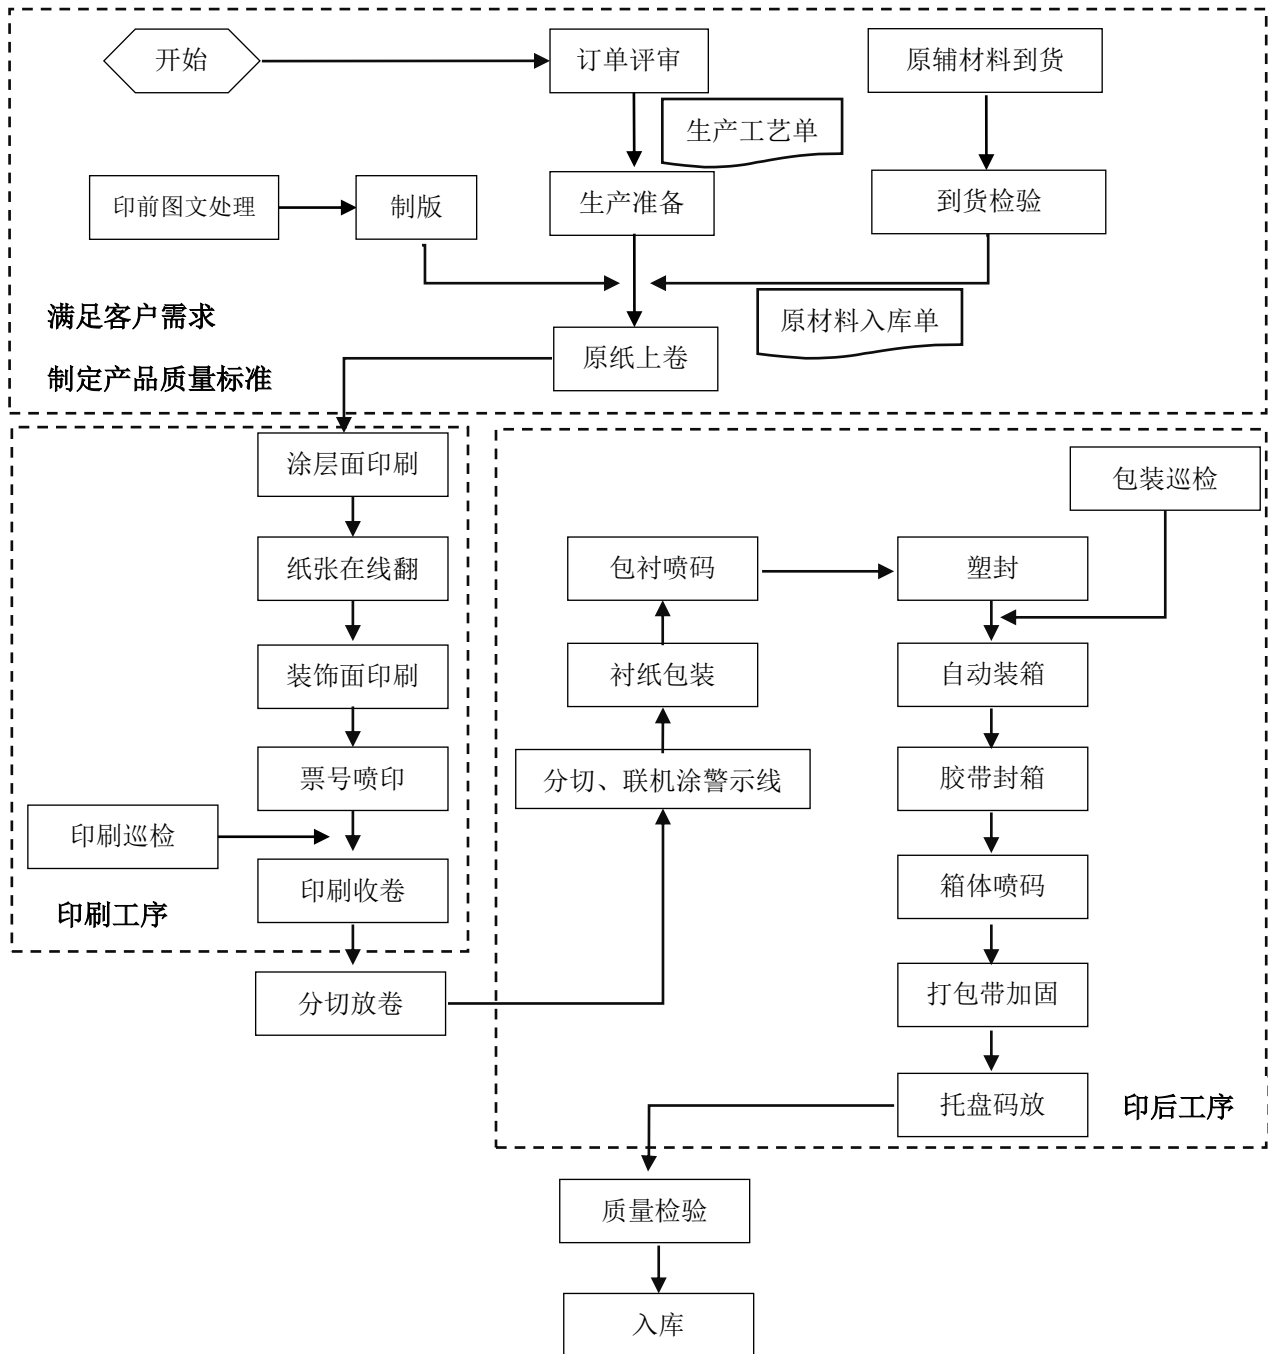 开始
订单评审
原辅材料到货
生产工艺单
印前图文处理
制版
生产准备
到货检验
满足客户需求
原材料入库单
原纸上卷
制定产品质量标准
涂层面印刷
纸张在线翻
装饰面印刷
票号喷印
印刷巡检
印刷收卷
印刷工序
分切放卷
包装巡检
包衬喷码
塑封
衬纸包装
自动装箱
分切、联机涂警示线
胶带封箱
箱体喷码
打包带加固
托盘码放
印后工序
质量检验
入库